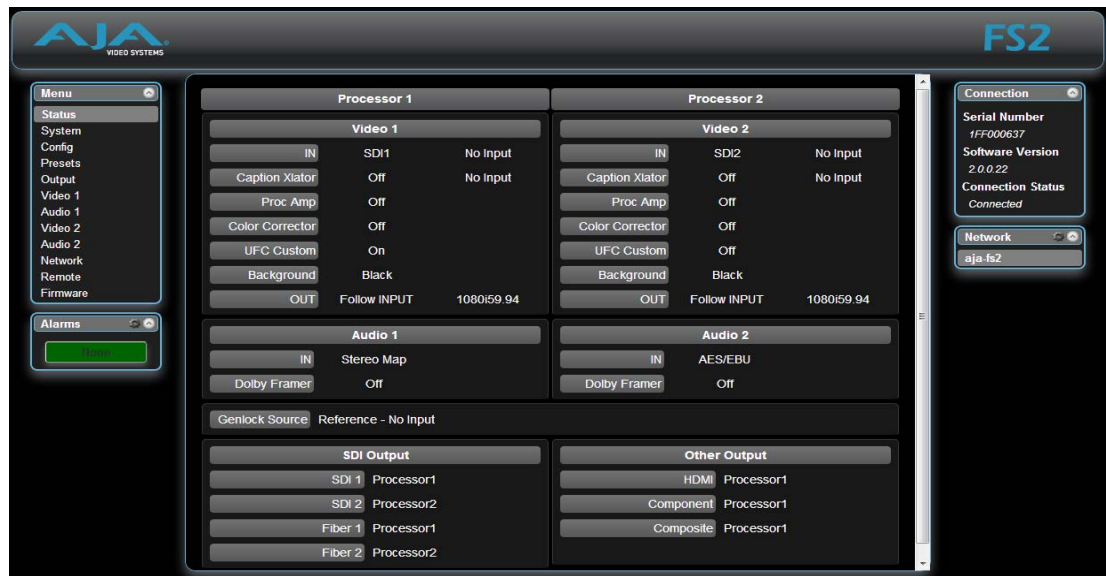 AJA
VIDEO SYSTEMS
FS2
Menu
Status
System
Config
Presets
Output
Video 1
Audio 1
Video 2
Audio 2
Network
Remote
Firmware
Alarms
None
Processor 1
Video 1
IN SDI1 No Input
Caption Xlator Off No Input
Proc Amp Off
Color Corrector Off
UFC Custom On
Background Black
OUT Follow INPUT 1080i59.94
Audio 1
IN Stereo Map
Dolby Framer Off
Processor 2
Video 2
IN SDI2 No Input
Caption Xlator Off No Input
Proc Amp Off
Color Corrector Off
UFC Custom Off
Background Black
OUT Follow INPUT 1080i59.94
Audio 2
IN AES/EBU
Dolby Framer Off
Genlock Source Reference - No Input
SDI Output
SDI 1 Processor1
SDI 2 Processor2
Fiber 1 Processor1
Fiber 2 Processor2
Other Output
HDMI Processor1
Component Processor1
Composite Processor1
Connection
Serial Number
1FF000637
Software Version
2.0.0.22
Connection Status
Connected
Network
aja-fs2